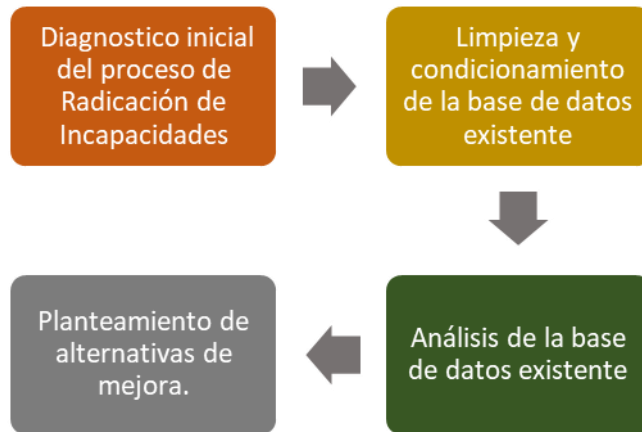 Diagnostico inicial
del proceso de
Radicación de
Incapacidades
Limpieza y
condicionamiento
de la base de datos
existente
Análisis de la base
de datos existente
Planteamiento de
alternativas de
mejora.